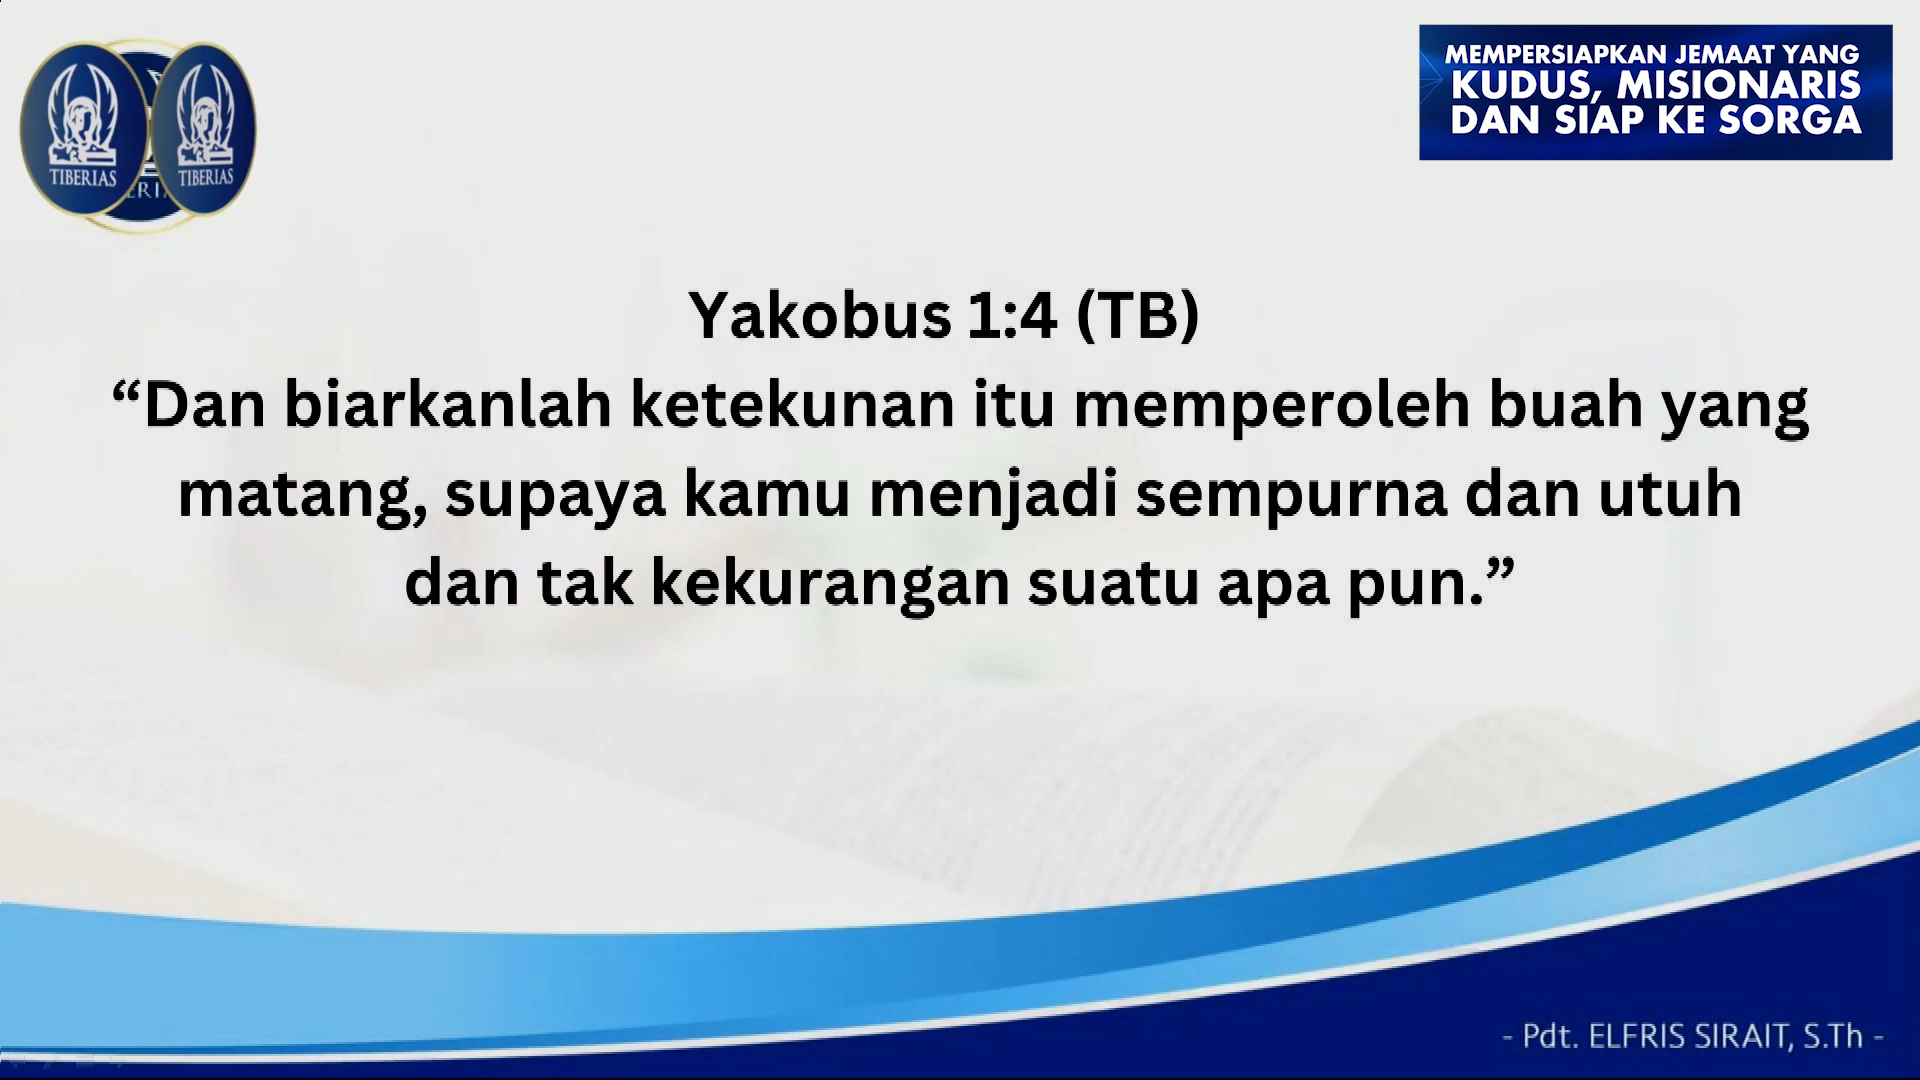 TIBERIAS
TIBERIAS
MEMPERSIAPKAN JEMAAT YANG
KUDUS, MISIONARIS
DAN SIAP KE SORGA
Yakobus 1:4 (TB)
“Dan biarkanlah ketekunan itu memperoleh buah yang
matang, supaya kamu menjadi sempurna dan utuh
dan tak kekurangan suatu apa pun.”
- Pdt. ELFRIS SIRAIT, S.Th -